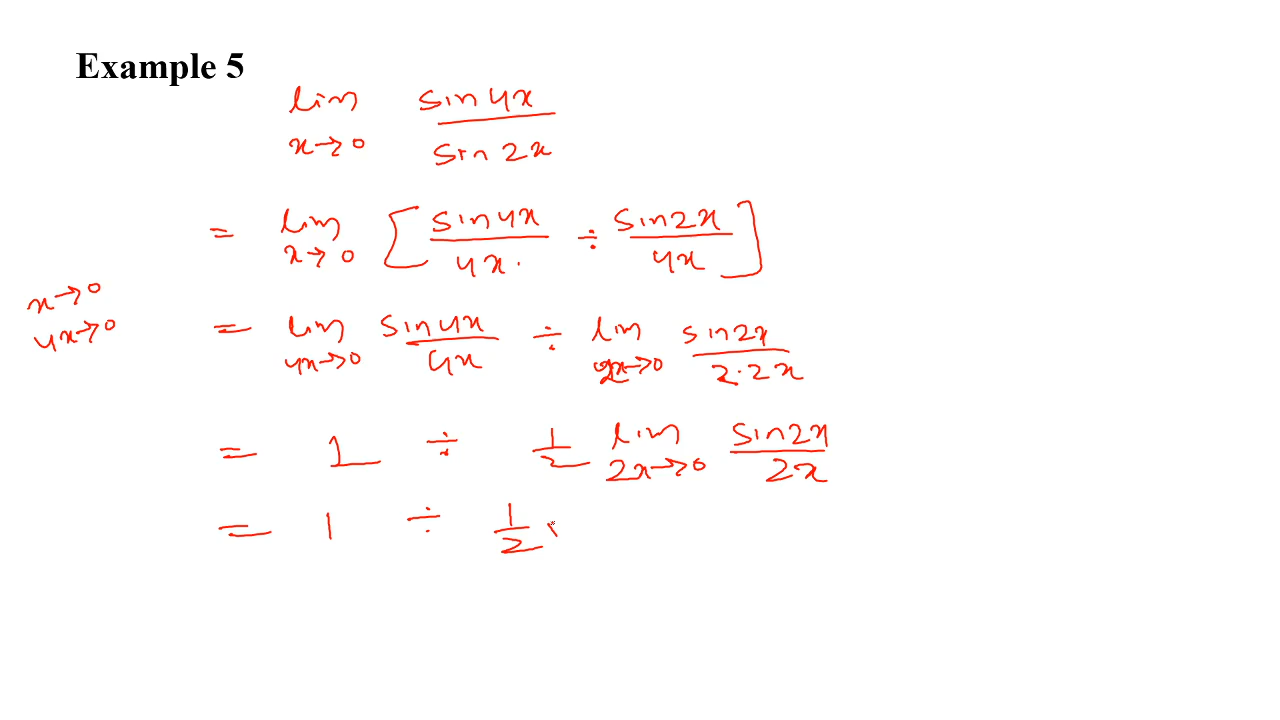 Example 5
lim sin 4x
x→0 sin 2x
= lim [ sin 4x ÷ sin 2x ]
x→0 4x. 4x
x→0
4x→0
= lim sin 4x ÷ lim sin 2x
4x→0 4x 2x→0 2·2x
= 1 ÷ 1/2 lim sin 2x
2x→0 2x
= 1 ÷ 1/2